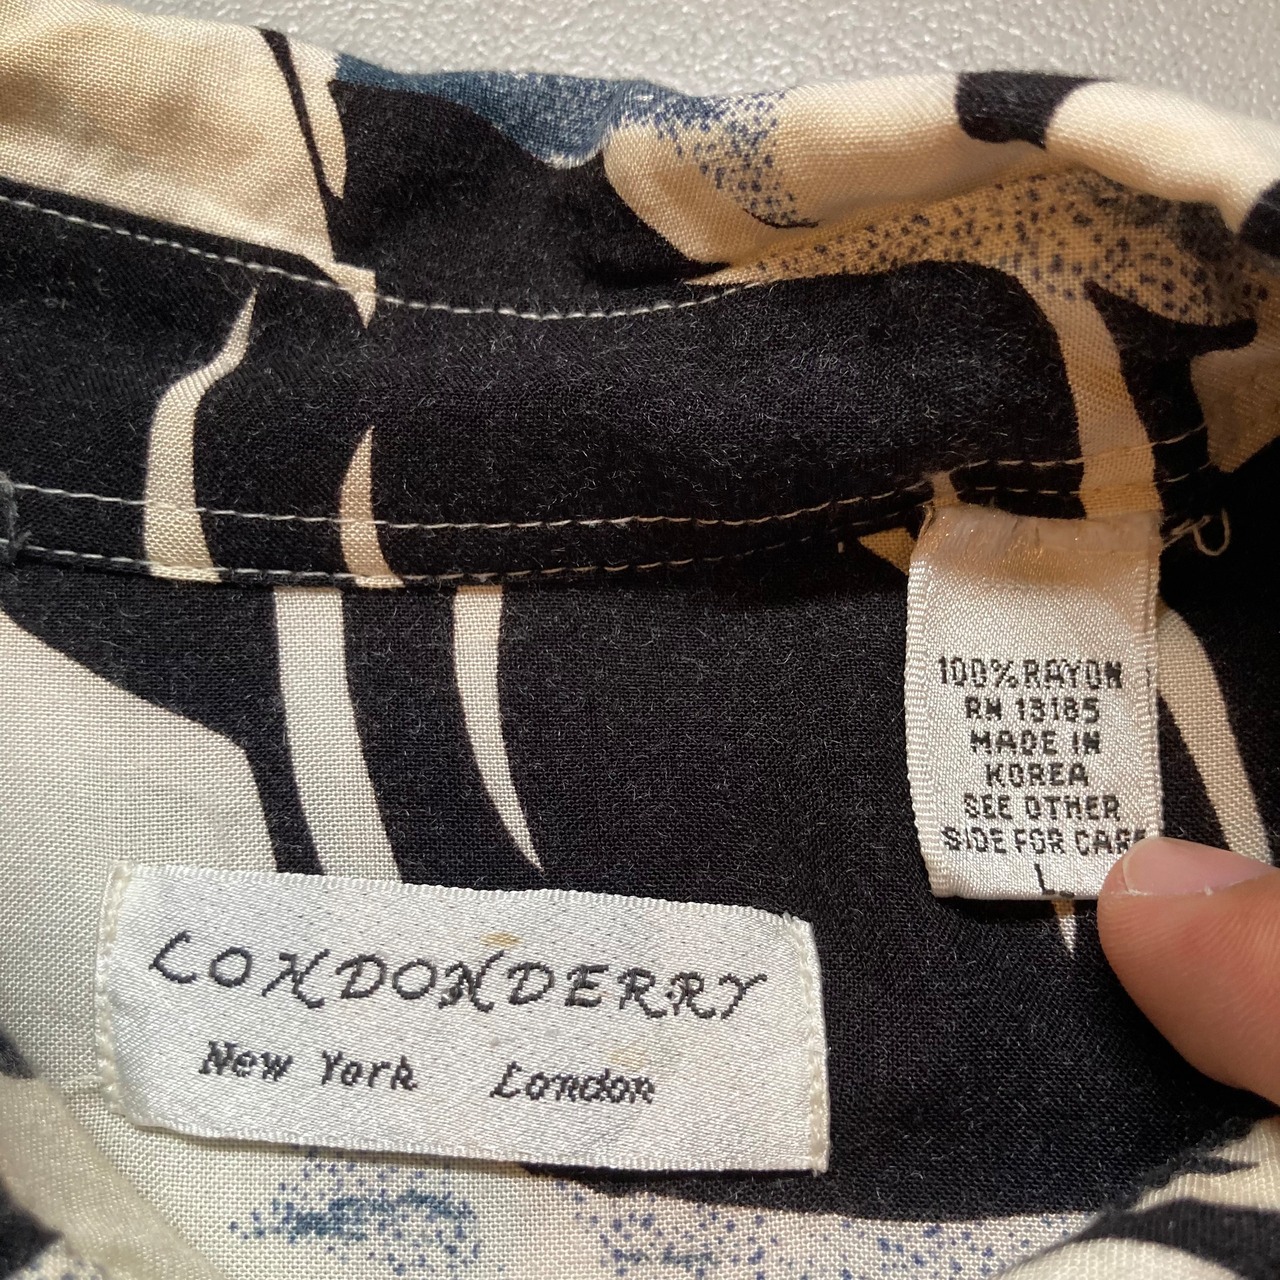 100% RAYON
RN 13185
MADE IN
KOREA
SEE OTHER
SIDE FOR CARE
L
LONDONDERRY
New York London